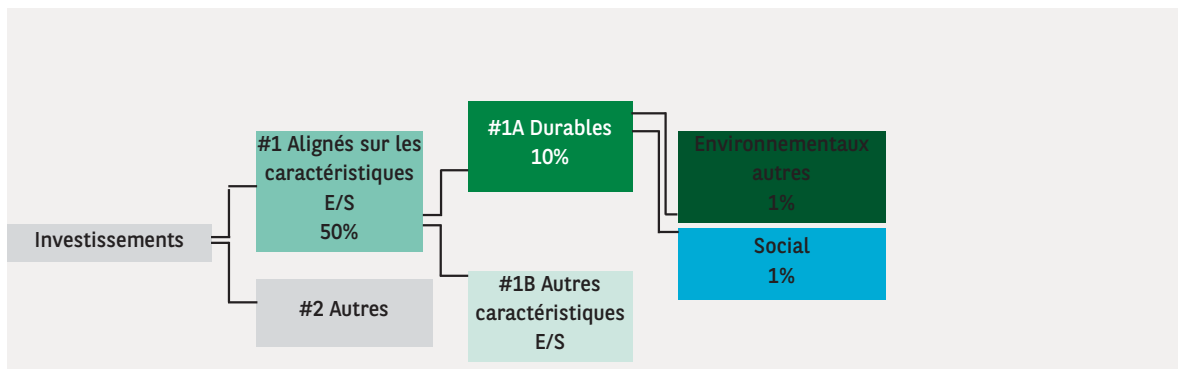 Investissements
#1 Alignés sur les
caractéristiques
E/S
50%
#2 Autres
#1A Durables
10%
#1B Autres
caractéristiques
E/S
Environnementaux
autres
1%
Social
1%